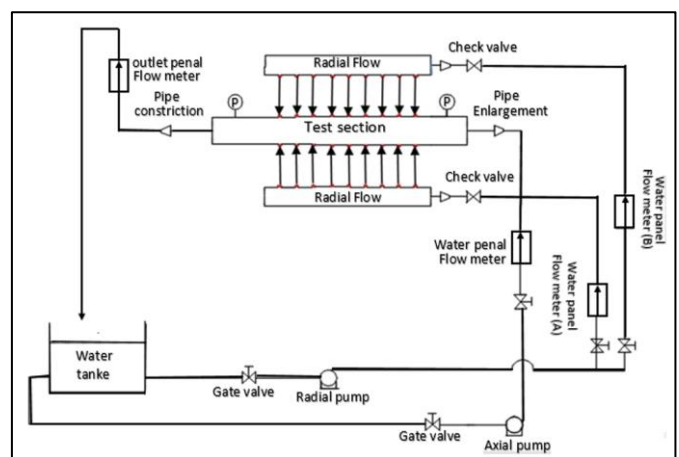 outlet penal
Flow meter
Pipe
constriction
P
Radial Flow
Test section
Radial Flow
P
Check valve
Pipe
Enlargement
Check valve
Water penal
Flow meter
Water panel
Flow meter (A)
Water panel
Flow meter (B)
Water
tanke
Gate valve
Radial pump
Gate valve
Axial pump